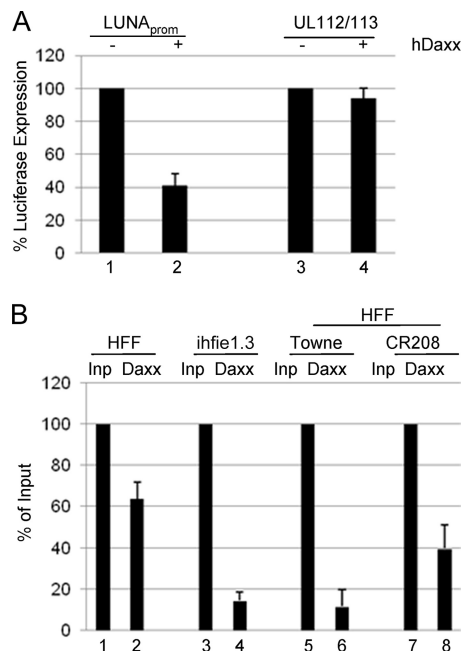 A
LUNAprom UL112/113
- + - + hDaxx
% Luciferase Expression
120
100
80
60
40
20
0
1 2 3 4
B
HFF
HFF ihfie1.3 Towne CR208
Inp Daxx Inp Daxx Inp Daxx Inp Daxx
% of Input
120
100
80
60
40
20
0
1 2 3 4 5 6 7 8